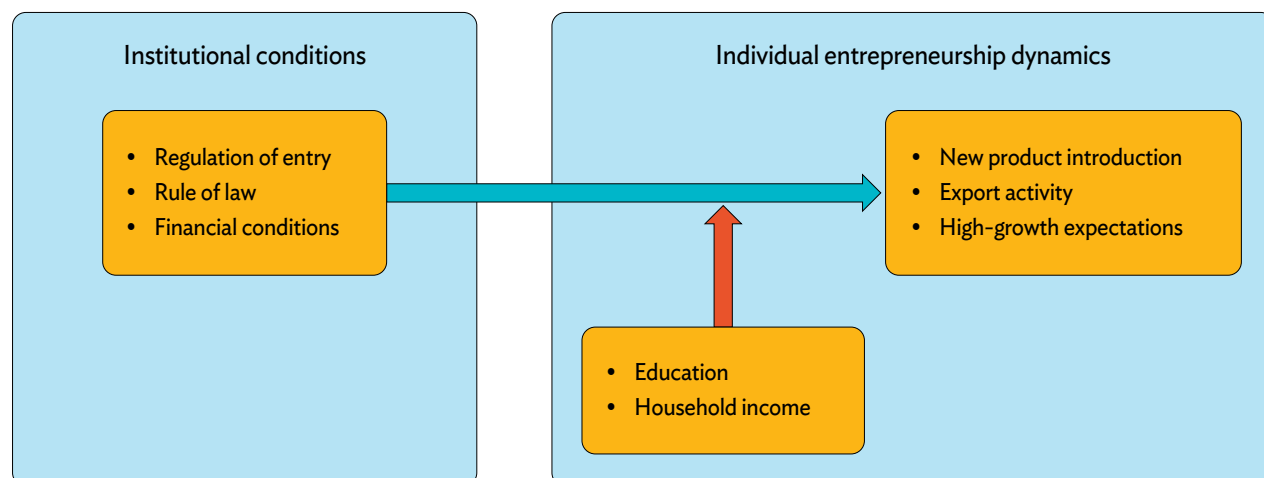 Institutional conditions
• Regulation of entry
• Rule of law
• Financial conditions
Individual entrepreneurship dynamics
• New product introduction
• Export activity
• High-growth expectations
• Education
• Household income